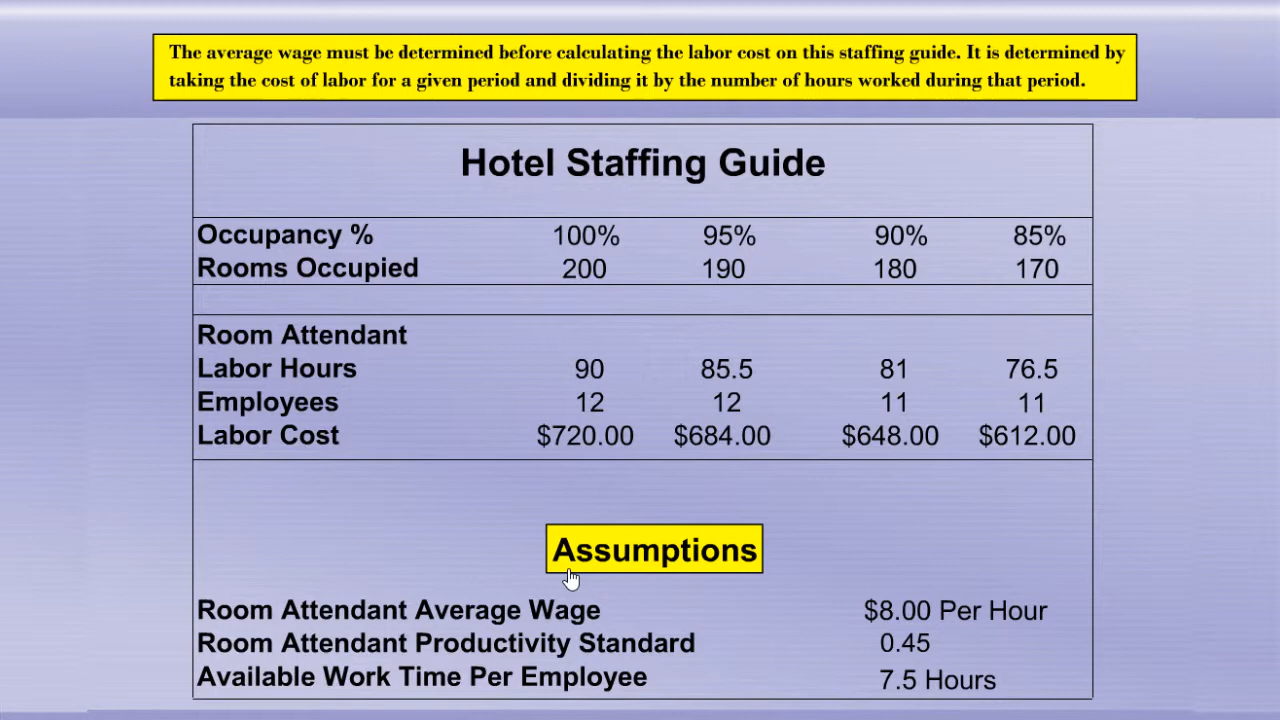 The average wage must be determined before calculating the labor cost on this staffing guide. It is determined by
taking the cost of labor for a given period and dividing it by the number of hours worked during that period.
Hotel Staffing Guide
Occupancy % 100% 95% 90% 85%
Rooms Occupied 200 190 180 170
Room Attendant
Labor Hours 90 85.5 81 76.5
Employees 12 12 11 11
Labor Cost $720.00 $684.00 $648.00 $612.00
Assumptions
Room Attendant Average Wage $8.00 Per Hour
Room Attendant Productivity Standard 0.45
Available Work Time Per Employee 7.5 Hours